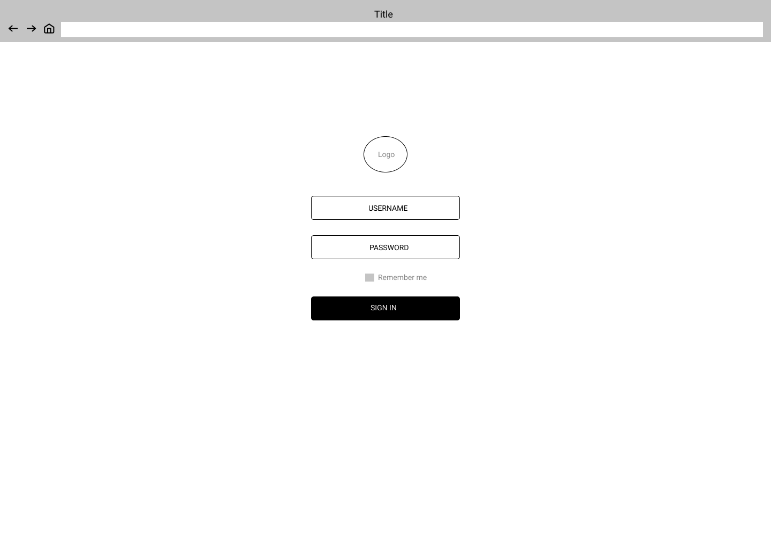 Title
Logo
USERNAME
PASSWORD
Remember me
SIGN IN